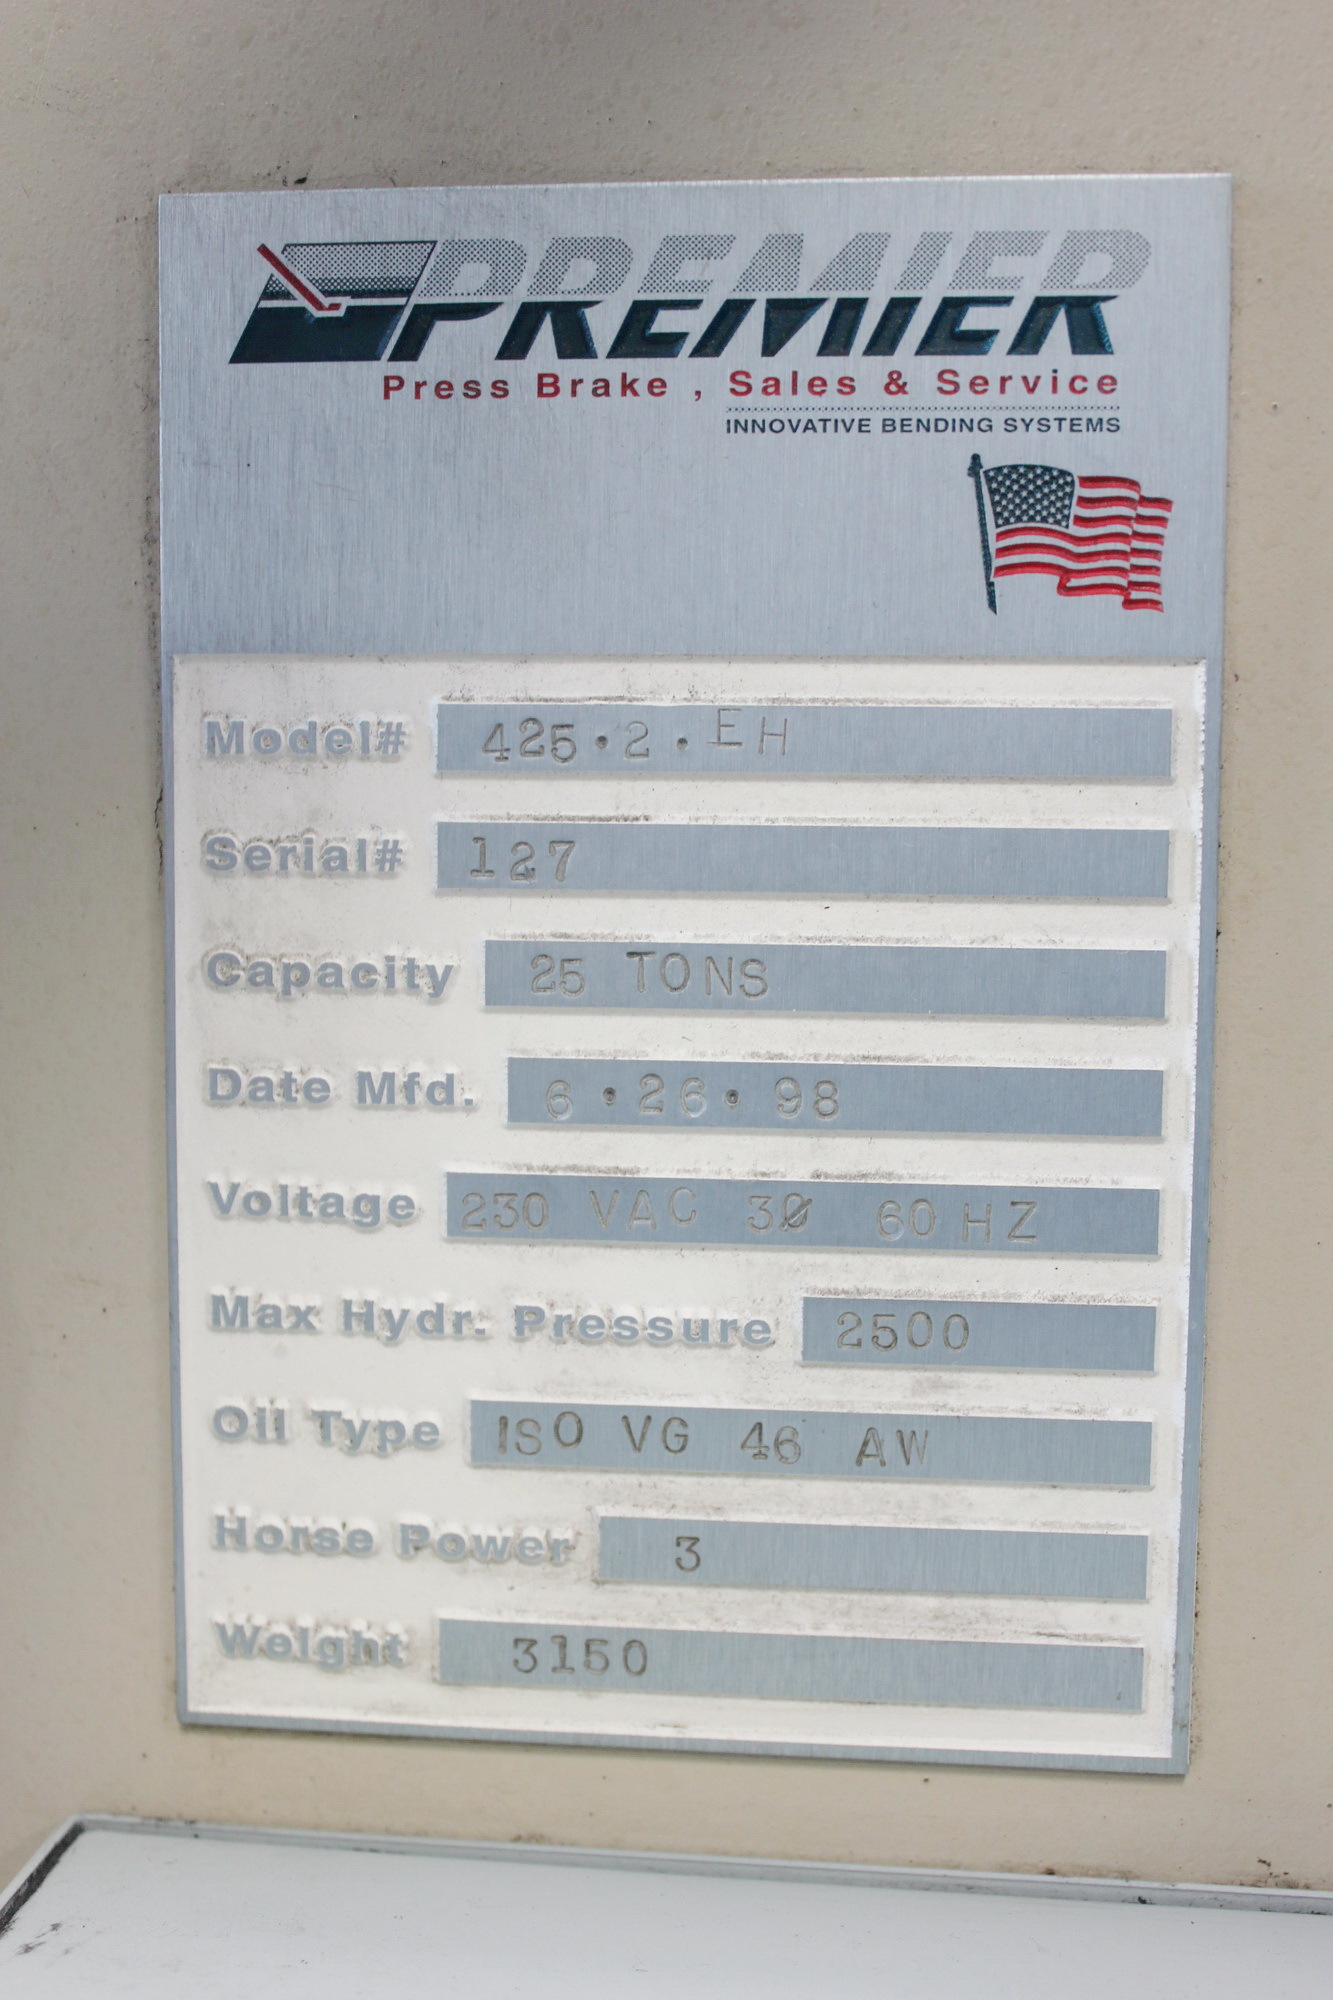 PREMIER
Press Brake , Sales & Service
INNOVATIVE BENDING SYSTEMS
Model# 425•2•EH
Serial# 127
Capacity 25 TONS
Date Mfd. 6•26•98
Voltage 230 VAC 3Ø 60 HZ
Max Hydr. Pressure 2500
Oil Type ISO VG 46 AW
Horse Power 3
Weight 3150